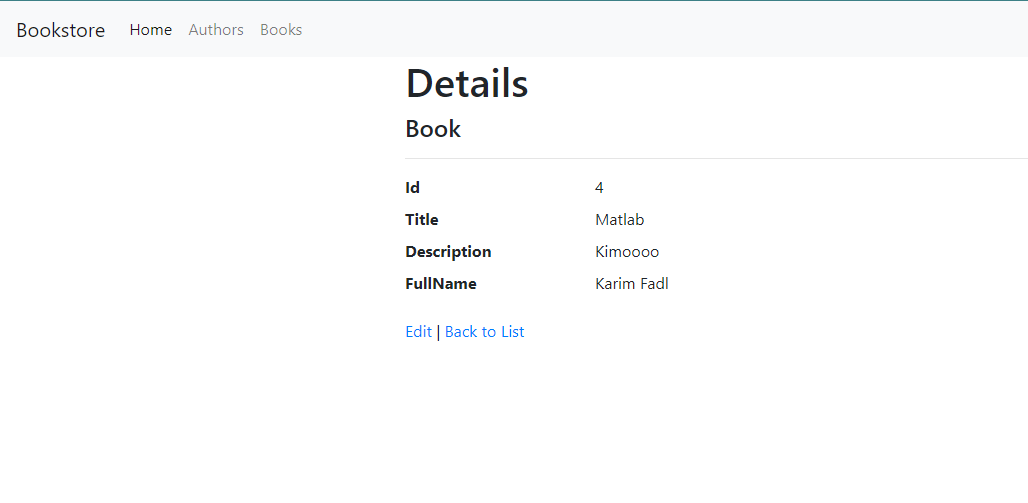 Bookstore Home Authors Books
Details
Book
Id 4
Title Matlab
Description Kimoooo
FullName Karim Fadl
Edit | Back to List